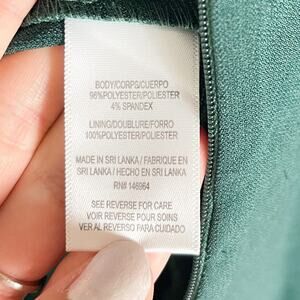 BODY/CORPS/CUERPO
96%POLYESTER/POLIESTER
4% SPANDEX
LINING/DOUBLURE/FORRO
100%POLYESTER/POLIESTER
MADE IN SRI LANKA / FABRIQUE EN
SRI LANKA / HECHO EN SRI LANKA
RN# 146964
SEE REVERSE FOR CARE
VOIR REVERSE POUR SOINS
VER AL REVERSO PARA CUIDADO